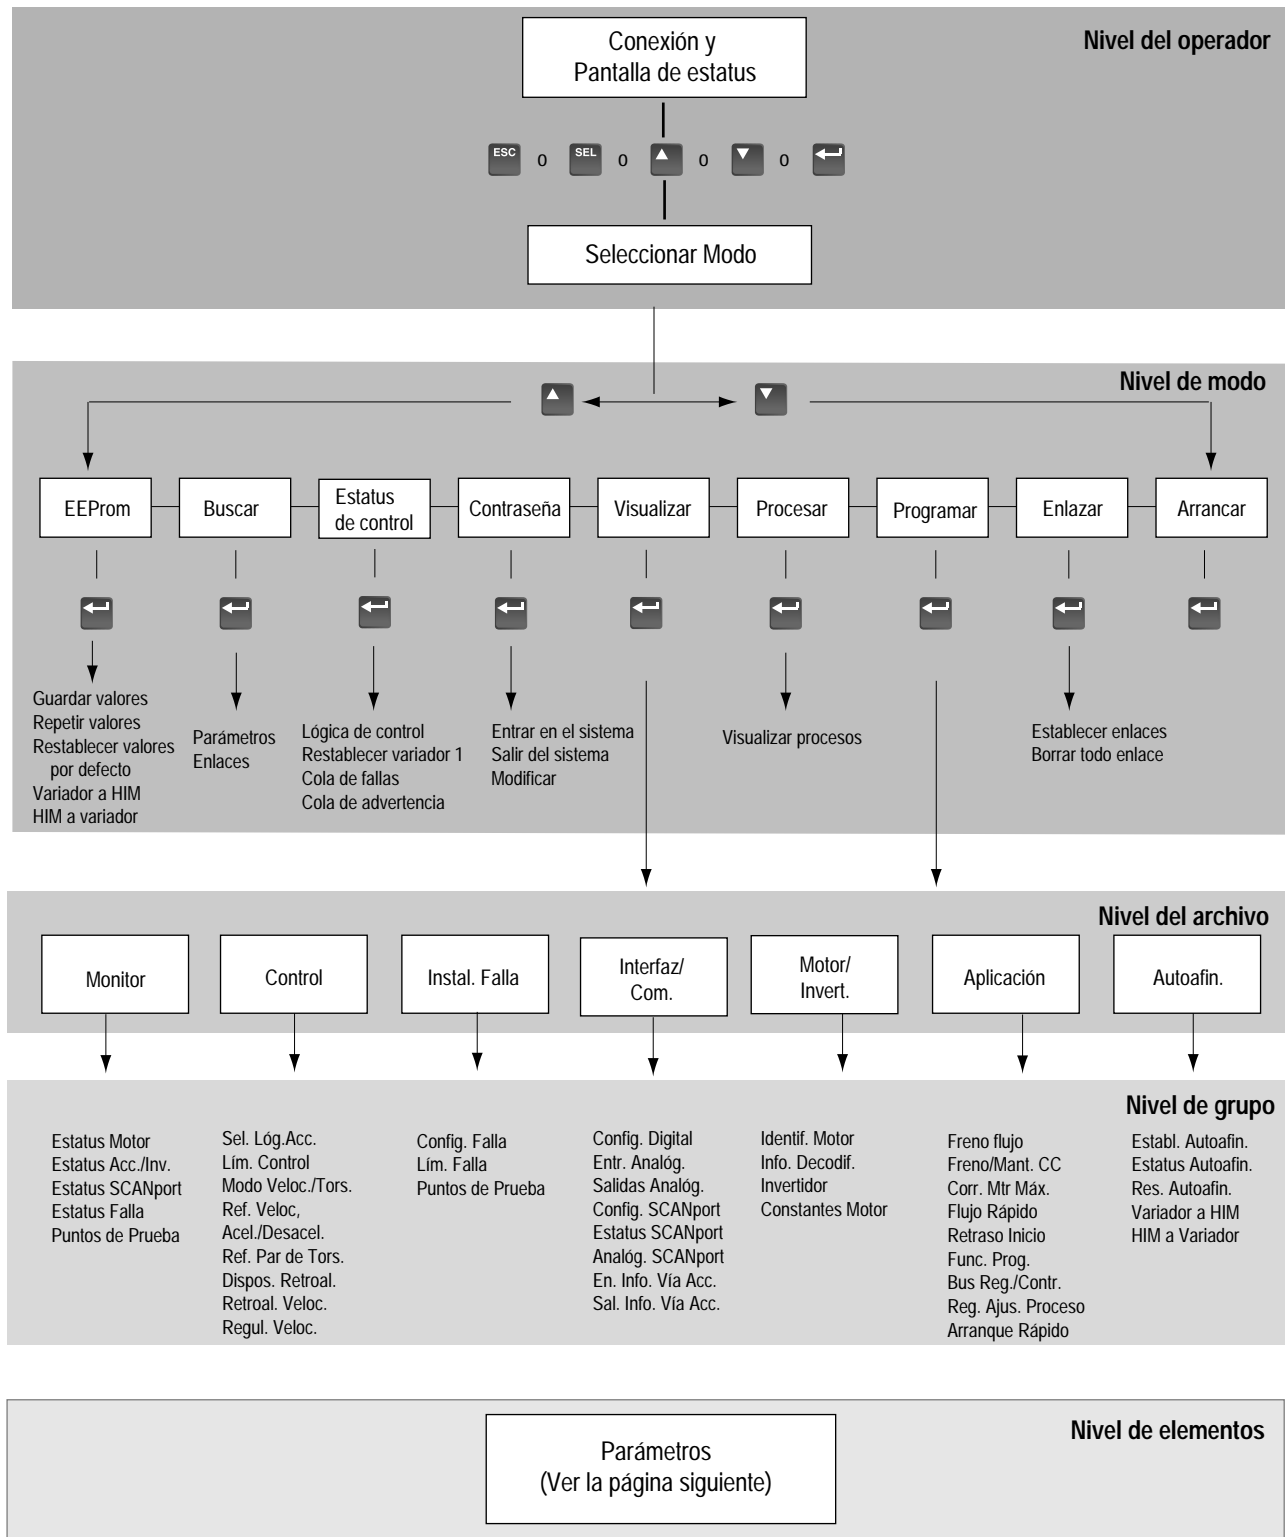 Nivel del operador
Conexión y
Pantalla de estatus
ESC o SEL o o o
Seleccionar Modo
Nivel de modo
EEProm
Buscar
Estatus
de control
Contraseña
Visualizar
Procesar
Programar
Enlazar
Arrancar
Guardar valores
Repetir valores
Restablecer valores
por defecto
Variador a HIM
HIM a variador
Parámetros
Enlaces
Lógica de control
Restablecer variador 1
Cola de fallas
Cola de advertencia
Entrar en el sistema
Salir del sistema
Modificar
Visualizar procesos
Establecer enlaces
Borrar todo enlace
Nivel del archivo
Monitor
Control
Instal. Falla
Interfaz/
Com.
Motor/
Invert.
Aplicación
Autoafin.
Nivel de grupo
Estatus Motor
Estatus Acc./Inv.
Estatus SCANport
Estatus Falla
Puntos de Prueba
Sel. Lóg.Acc.
Lím. Control
Modo Veloc./Tors.
Ref. Veloc,
Acel./Desacel.
Ref. Par de Tors.
Dispos. Retroal.
Retroal. Veloc.
Regul. Veloc.
Config. Falla
Lím. Falla
Puntos de Prueba
Config. Digital
Entr. Analóg.
Salidas Analóg.
Config. SCANport
Estatus SCANport
Analóg. SCANport
En. Info. Vía Acc.
Sal. Info. Vía Acc.
Identif. Motor
Info. Decodif.
Invertidor
Constantes Motor
Freno flujo
Freno/Mant. CC
Corr. Mtr Máx.
Flujo Rápido
Retraso Inicio
Func. Prog.
Bus Reg./Contr.
Reg. Ajus. Proceso
Arranque Rápido
Establ. Autoafin.
Estatus Autoafin.
Res. Autoafin.
Variador a HIM
HIM a Variador
Nivel de elementos
Parámetros
(Ver la página siguiente)